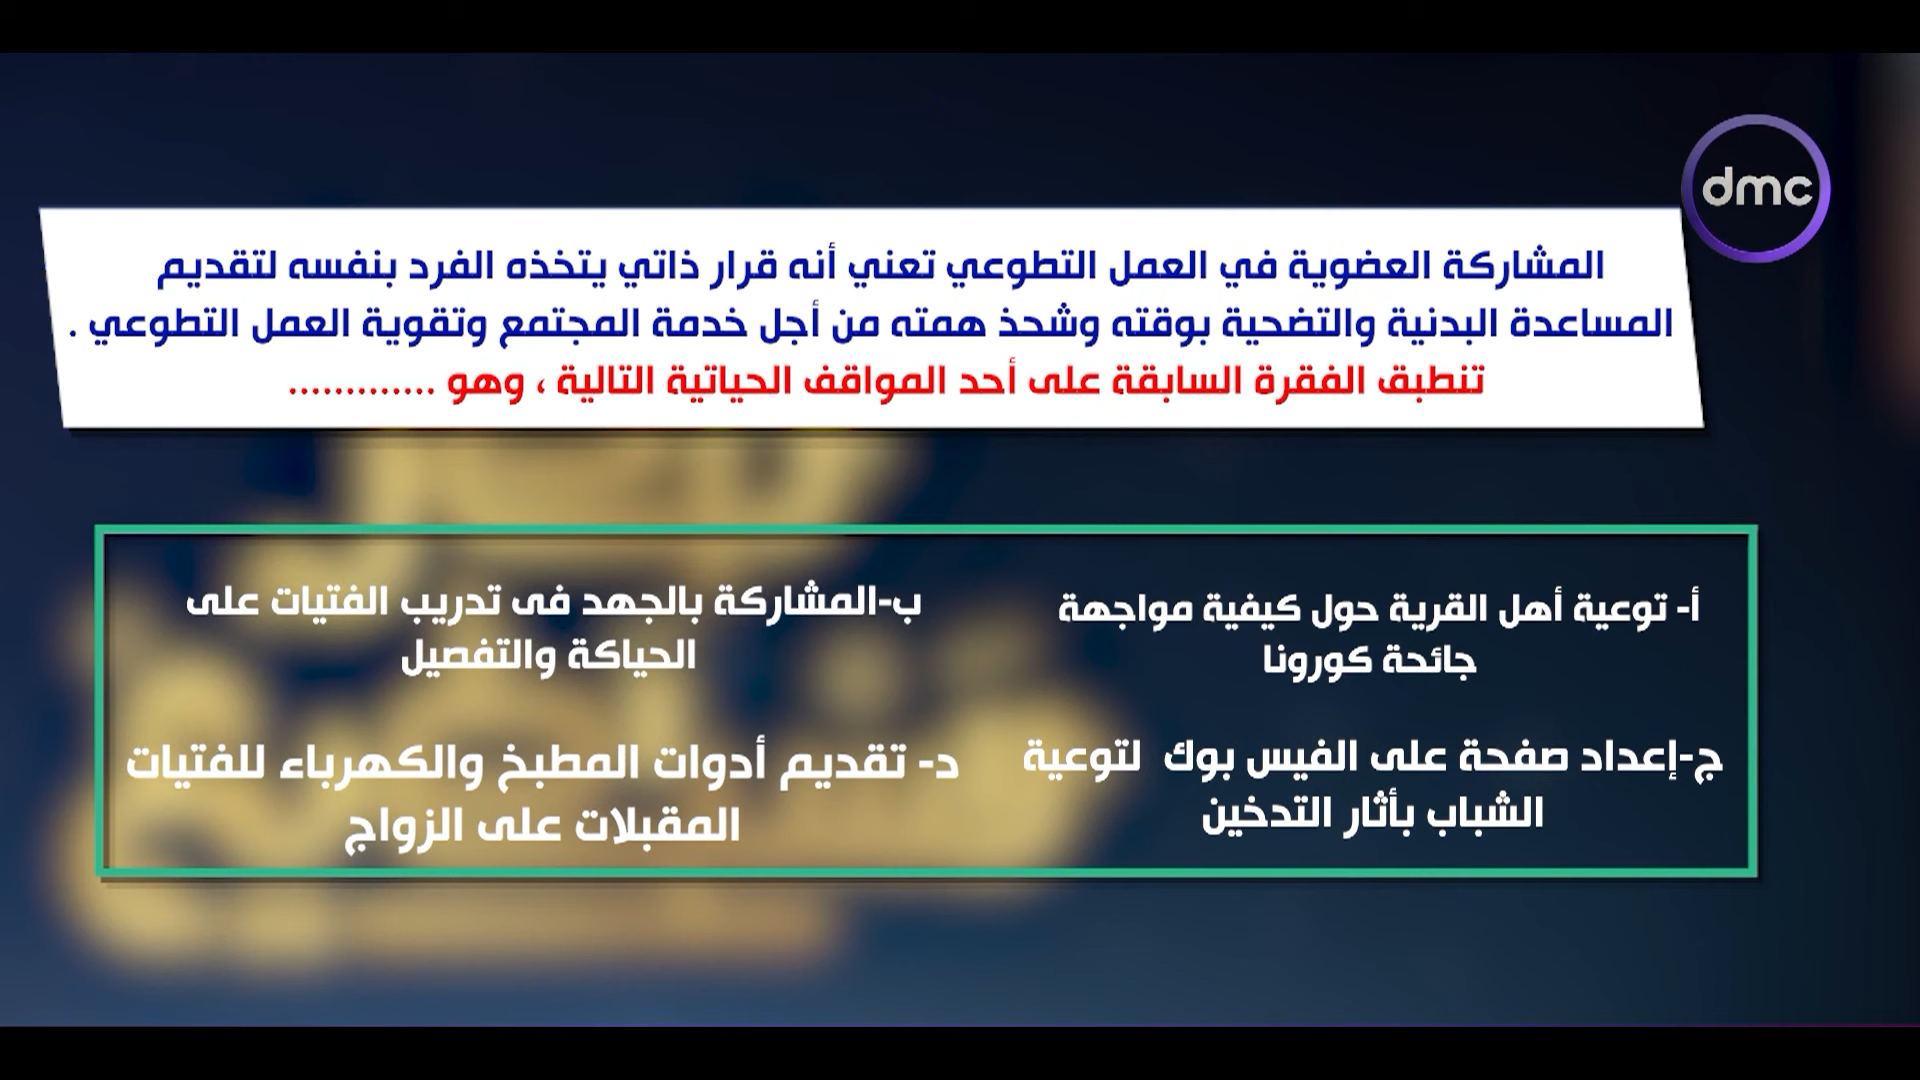 dmc
المشاركة العضوية في العمل التطوعي تعني أنه قرار ذاتي يتخذه الفرد بنفسه لتقديم
المساعدة البدنية والتضحية بوقته وشحذ همته من أجل خدمة المجتمع وتقوية العمل التطوعي .
تنطبق الفقرة السابقة على أحد المواقف الحياتية التالية ، وهو .............
أ- توعية أهل القرية حول كيفية مواجهة
جائحة كورونا
ب-المشاركة بالجهد فى تدريب الفتيات على
الحياكة والتفصيل
ج-إعداد صفحة على الفيس بوك لتوعية
الشباب بأثار التدخين
د- تقديم أدوات المطبخ والكهرباء للفتيات
المقبلات على الزواج